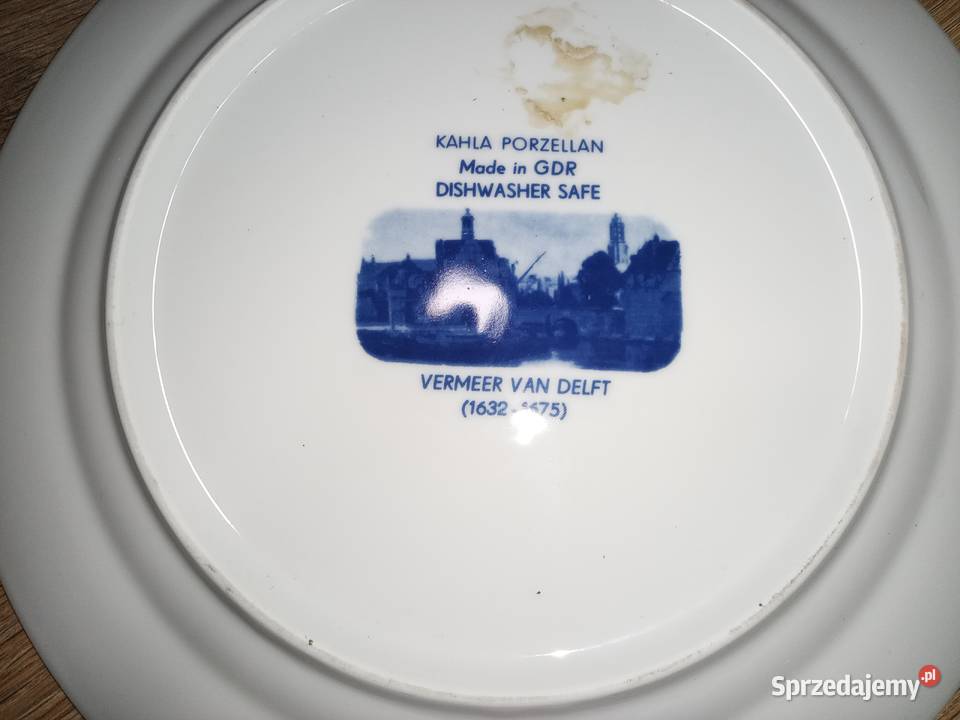 KAHLA PORZELLAN
Made in GDR
DISHWASHER SAFE
VERMEER VAN DELFT
(1632-1675)
Sprzedajemy.pl